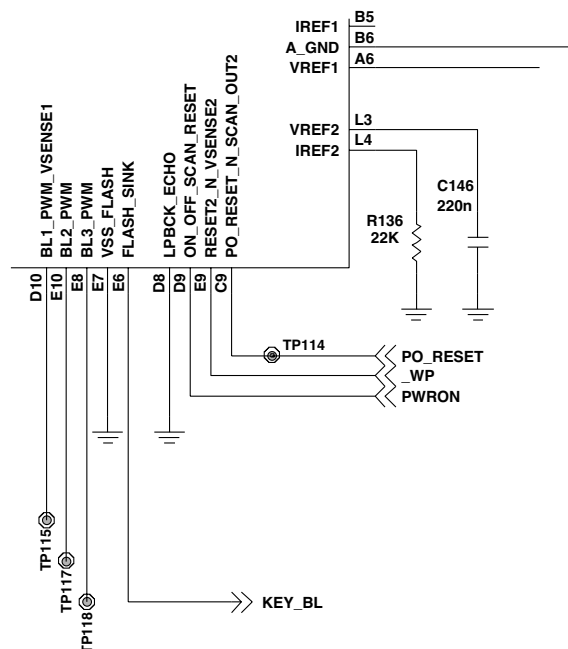 IREF1
B5
A_GND
B6
VREF1
A6
VREF2
L3
IREF2
L4
C146
220n
R136
22K
BL1_PWM_VSENSE1
BL2_PWM
BL3_PWM
VSS_FLASH
FLASH_SINK
LPBCK_ECHO
ON_OFF_SCAN_RESET
RESET2_N_VSENSE2
PO_RESET_N_SCAN_OUT2
D10
E10
E8
E7
E6
D8
D9
E9
C9
TP114
PO_RESET
_WP
PWRON
TP115
TP117
TP118
KEY_BL